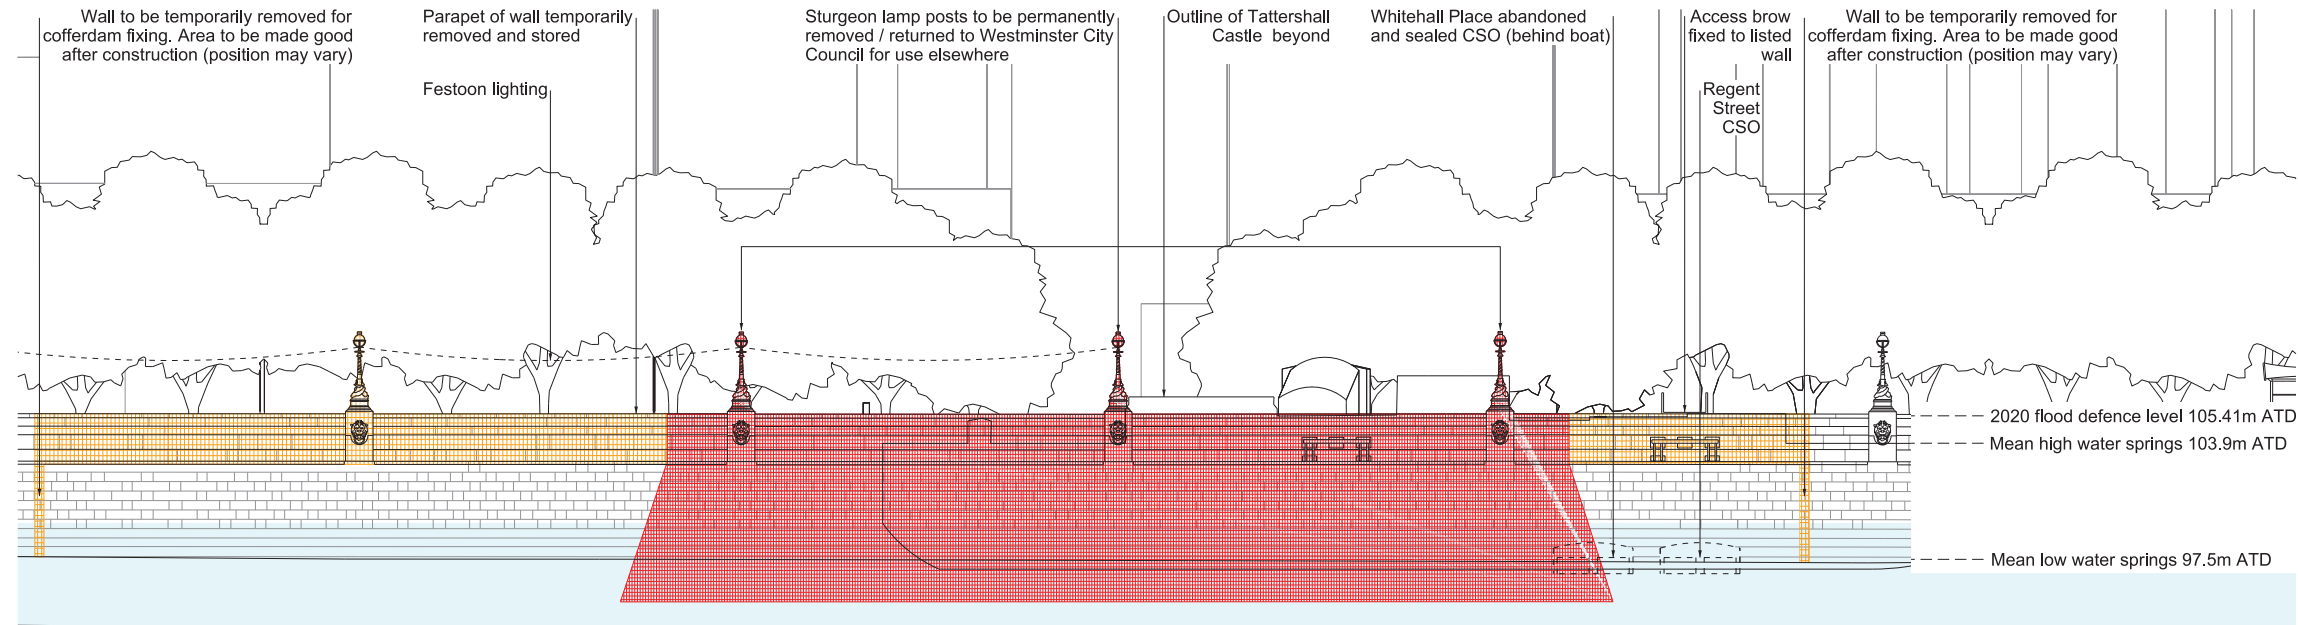 Wall to be temporarily removed for
cofferdam fixing. Area to be made good
after construction (position may vary)
Parapet of wall temporarily
removed and stored
Festoon lighting
Sturgeon lamp posts to be permanently
removed / returned to Westminster City
Council for use elsewhere
Outline of Tattershall
Castle beyond
Whitehall Place abandoned
and sealed CSO (behind boat)
Access brow
fixed to listed
wall
Regent
Street
CSO
Wall to be temporarily removed for
cofferdam fixing. Area to be made good
after construction (position may vary)
2020 flood defence level 105.41m ATD
Mean high water springs 103.9m ATD
Mean low water springs 97.5m ATD